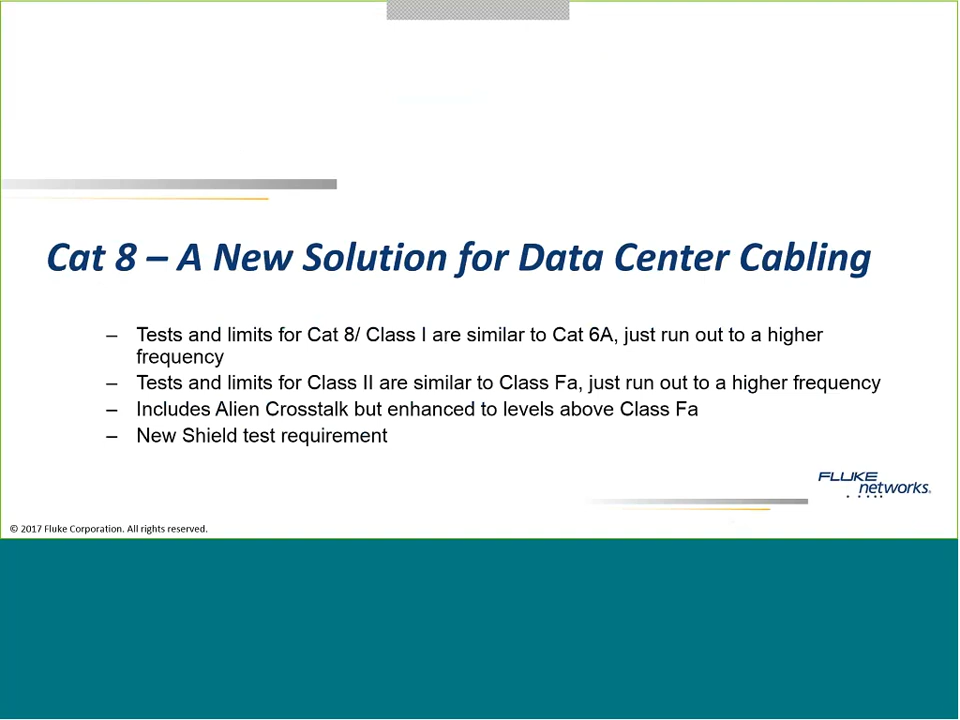 Cat 8 – A New Solution for Data Center Cabling
– Tests and limits for Cat 8/ Class I are similar to Cat 6A, just run out to a higher
frequency
– Tests and limits for Class II are similar to Class Fa, just run out to a higher frequency
– Includes Alien Crosstalk but enhanced to levels above Class Fa
– New Shield test requirement
FLUKE
networks®
© 2017 Fluke Corporation. All rights reserved.